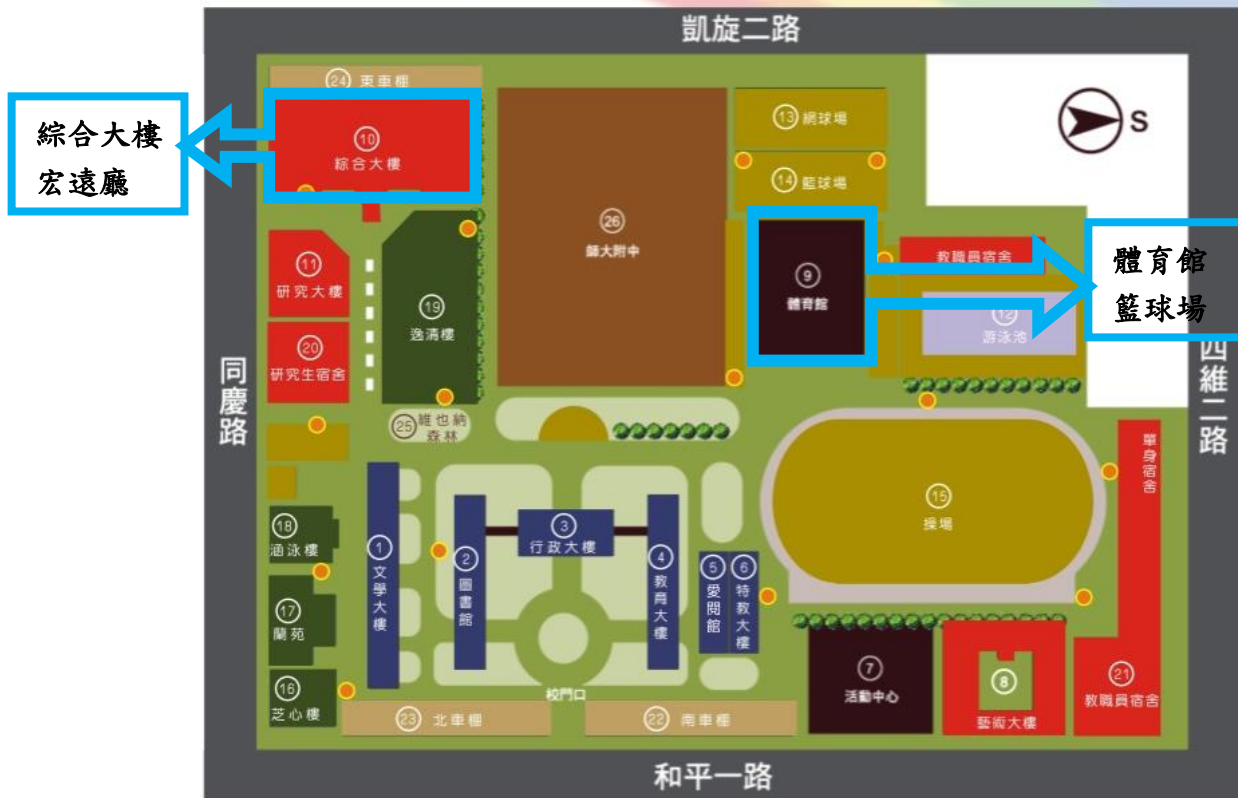 凱旋二路
24 東車棚
綜合大樓
宏遠廳
10
綜合大樓
13 網球場
14 籃球場
S
26
師大附中
9
體育館
教職員宿舍
體育館
籃球場
12
游泳池
11
研究大樓
19
逸清樓
20
研究生宿舍
同慶路
四維二路
25 維也納
森林
單身宿舍
15
操場
18
涵泳樓
1
文學大樓
2
圖書館
3
行政大樓
4
教育大樓
5
愛閱館
6
特教大樓
17
蘭苑
16
芝心樓
校門口
7
活動中心
8
藝術大樓
21
教職員宿舍
23 北車棚
22 南車棚
和平一路